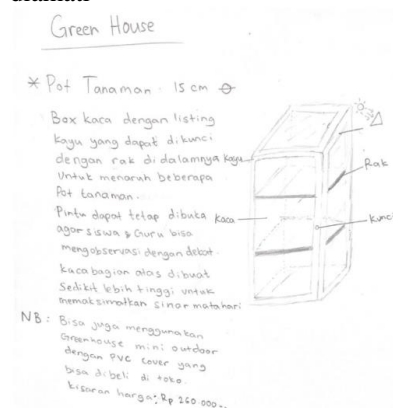 Green House
* Pot Tanaman. 15 cm
Box kaca dengan listing
kayu yang dapat dikunci
dengan rak di dalamnya
untuk menaruh beberapa
Pot tanaman.
Pintu dapat tetap dibuka
agar siswa & Guru bisa
mengobservasi dengan dekat.
kaca bagian atas dibuat
Sedikit lebih tinggi untuk
memaksimalkan sinar matahari
NB: Bisa juga menggunakan
Greenhouse mini outdoor
dengan PVC cover yang
bisa dibeli di toko.
kisaran harga: Rp 250.000,-
kayu
kaca
Rak
kunci